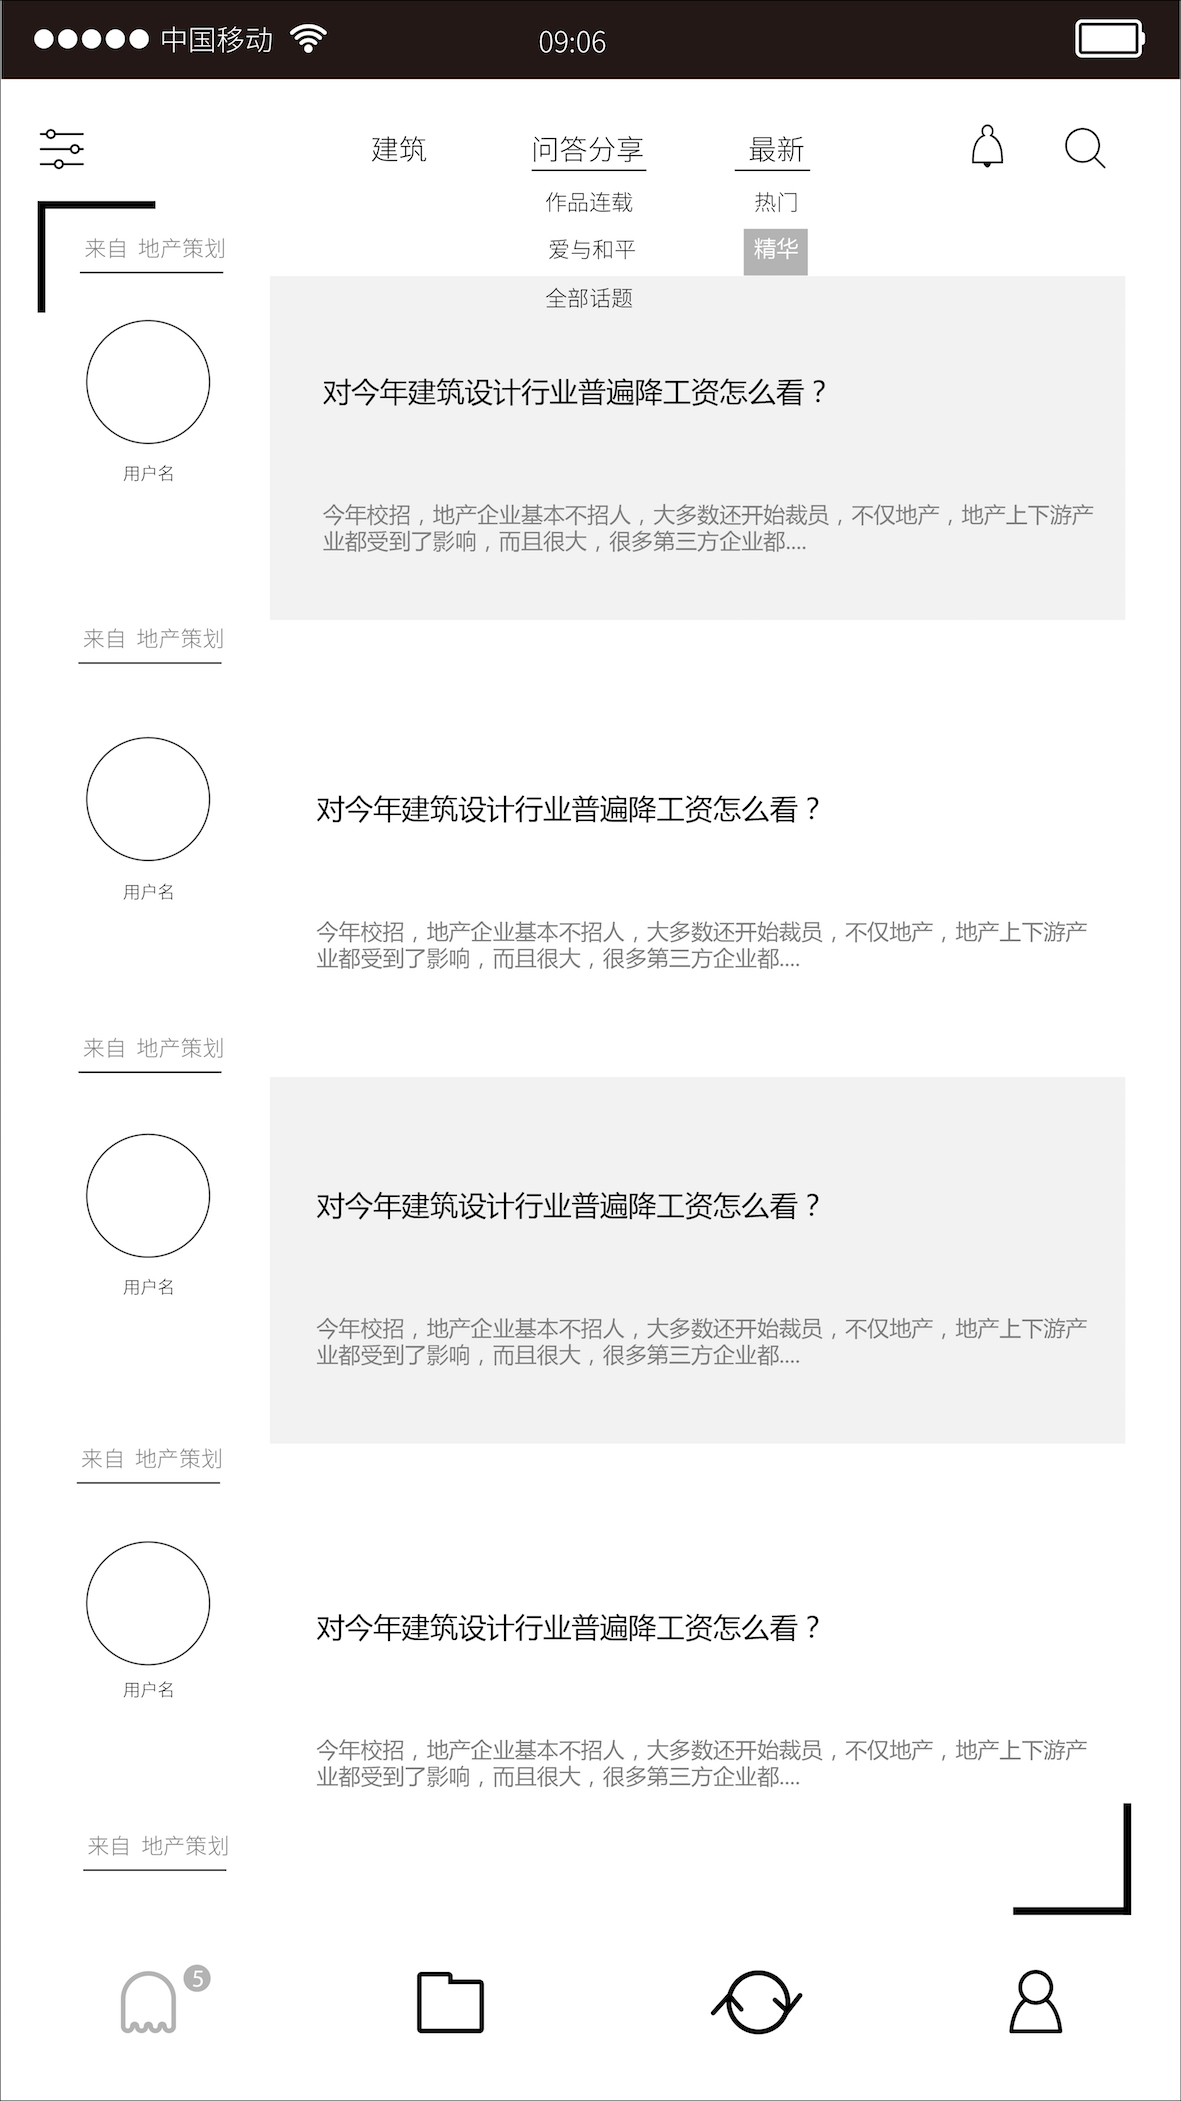 中国移动
09:06
建筑 问答分享 最新
作品连载 热门
来自 地产策划 爱与和平 精华
全部话题
对今年建筑设计行业普遍降工资怎么看？
用户名
今年校招，地产企业基本不招人，大多数还开始裁员，不仅地产，地产上下游产
业都受到了影响，而且很大，很多第三方企业都....
来自 地产策划
对今年建筑设计行业普遍降工资怎么看？
用户名
今年校招，地产企业基本不招人，大多数还开始裁员，不仅地产，地产上下游产
业都受到了影响，而且很大，很多第三方企业都....
来自 地产策划
对今年建筑设计行业普遍降工资怎么看？
用户名
今年校招，地产企业基本不招人，大多数还开始裁员，不仅地产，地产上下游产
业都受到了影响，而且很大，很多第三方企业都....
来自 地产策划
对今年建筑设计行业普遍降工资怎么看？
用户名
今年校招，地产企业基本不招人，大多数还开始裁员，不仅地产，地产上下游产
业都受到了影响，而且很大，很多第三方企业都....
来自 地产策划
5